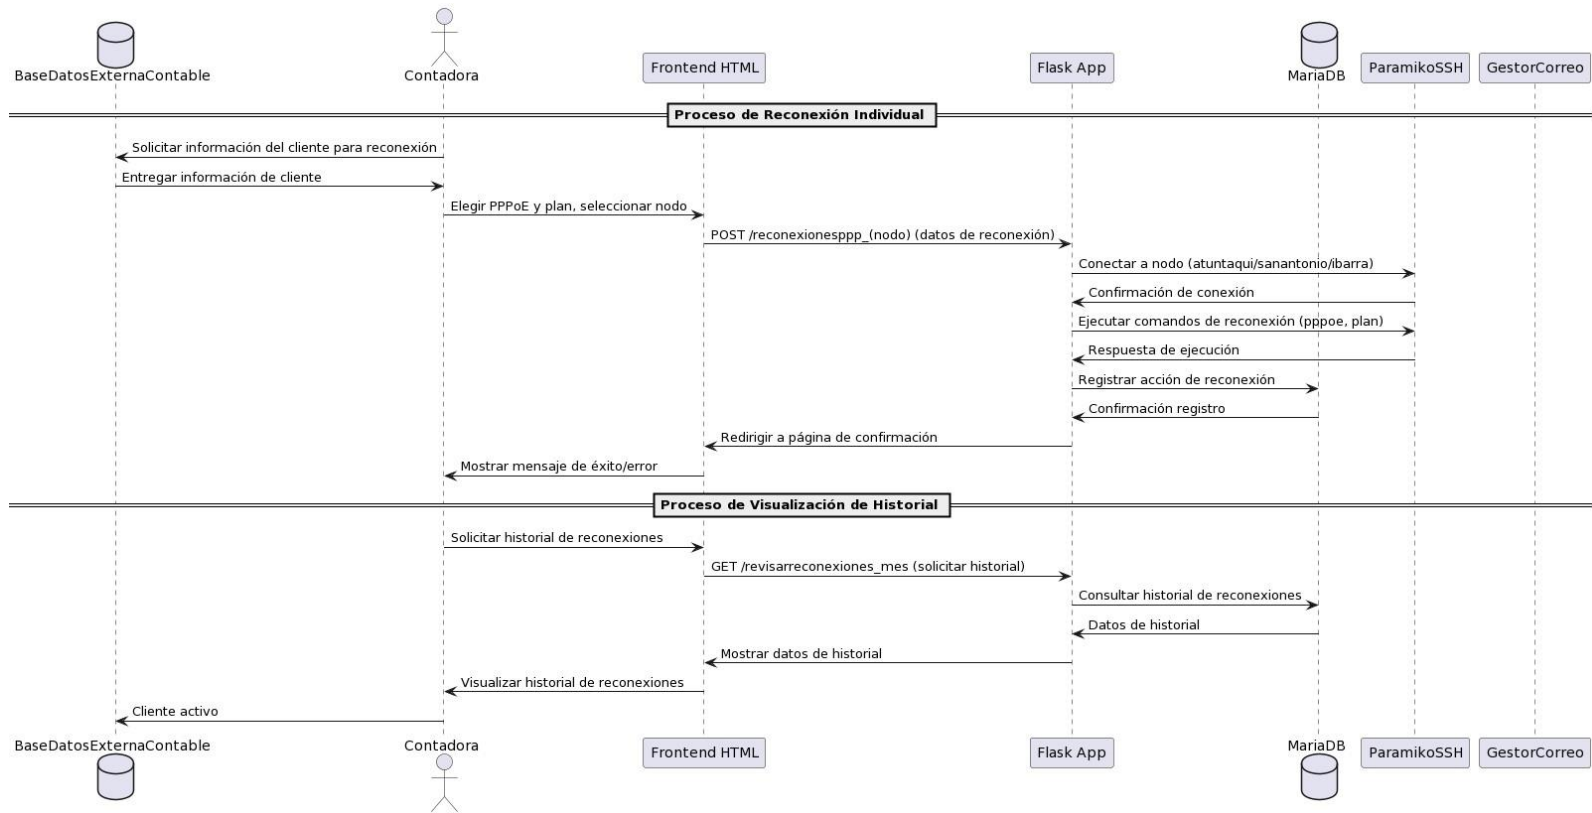 BaseDatosExternaContable
Contadora
Frontend HTML
Flask App
MariaDB
ParamikoSSH
GestorCorreo
Proceso de Reconexión Individual
Solicitar información del cliente para reconexión
Entregar información de cliente
Elegir PPPoE y plan, seleccionar nodo
POST /reconexionesppp_(nodo) (datos de reconexión)
Conectar a nodo (atuntaqui/sanantonio/ibarra)
Confirmación de conexión
Ejecutar comandos de reconexión (pppoe, plan)
Respuesta de ejecución
Registrar acción de reconexión
Confirmación registro
Redirigir a página de confirmación
Mostrar mensaje de éxito/error
Proceso de Visualización de Historial
Solicitar historial de reconexiones
GET /revisarreconexiones_mes (solicitar historial)
Consultar historial de reconexiones
Datos de historial
Mostrar datos de historial
Visualizar historial de reconexiones
Cliente activo
BaseDatosExternaContable
Contadora
Frontend HTML
Flask App
MariaDB
ParamikoSSH
GestorCorreo